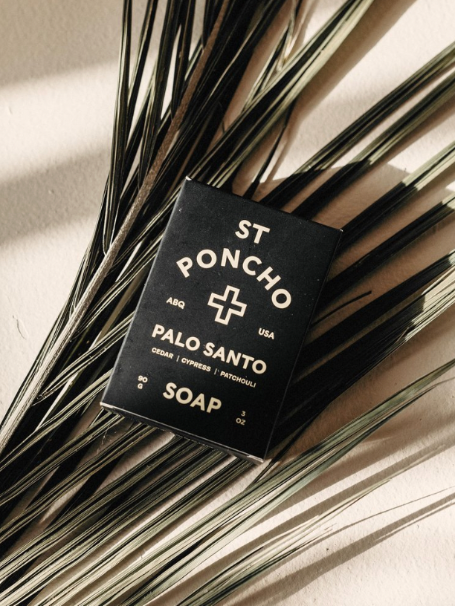 ST
PONCHO
ABQ USA
PALO SANTO
CEDAR | CYPRESS | PATCHOULI
90 G
SOAP
3 OZ